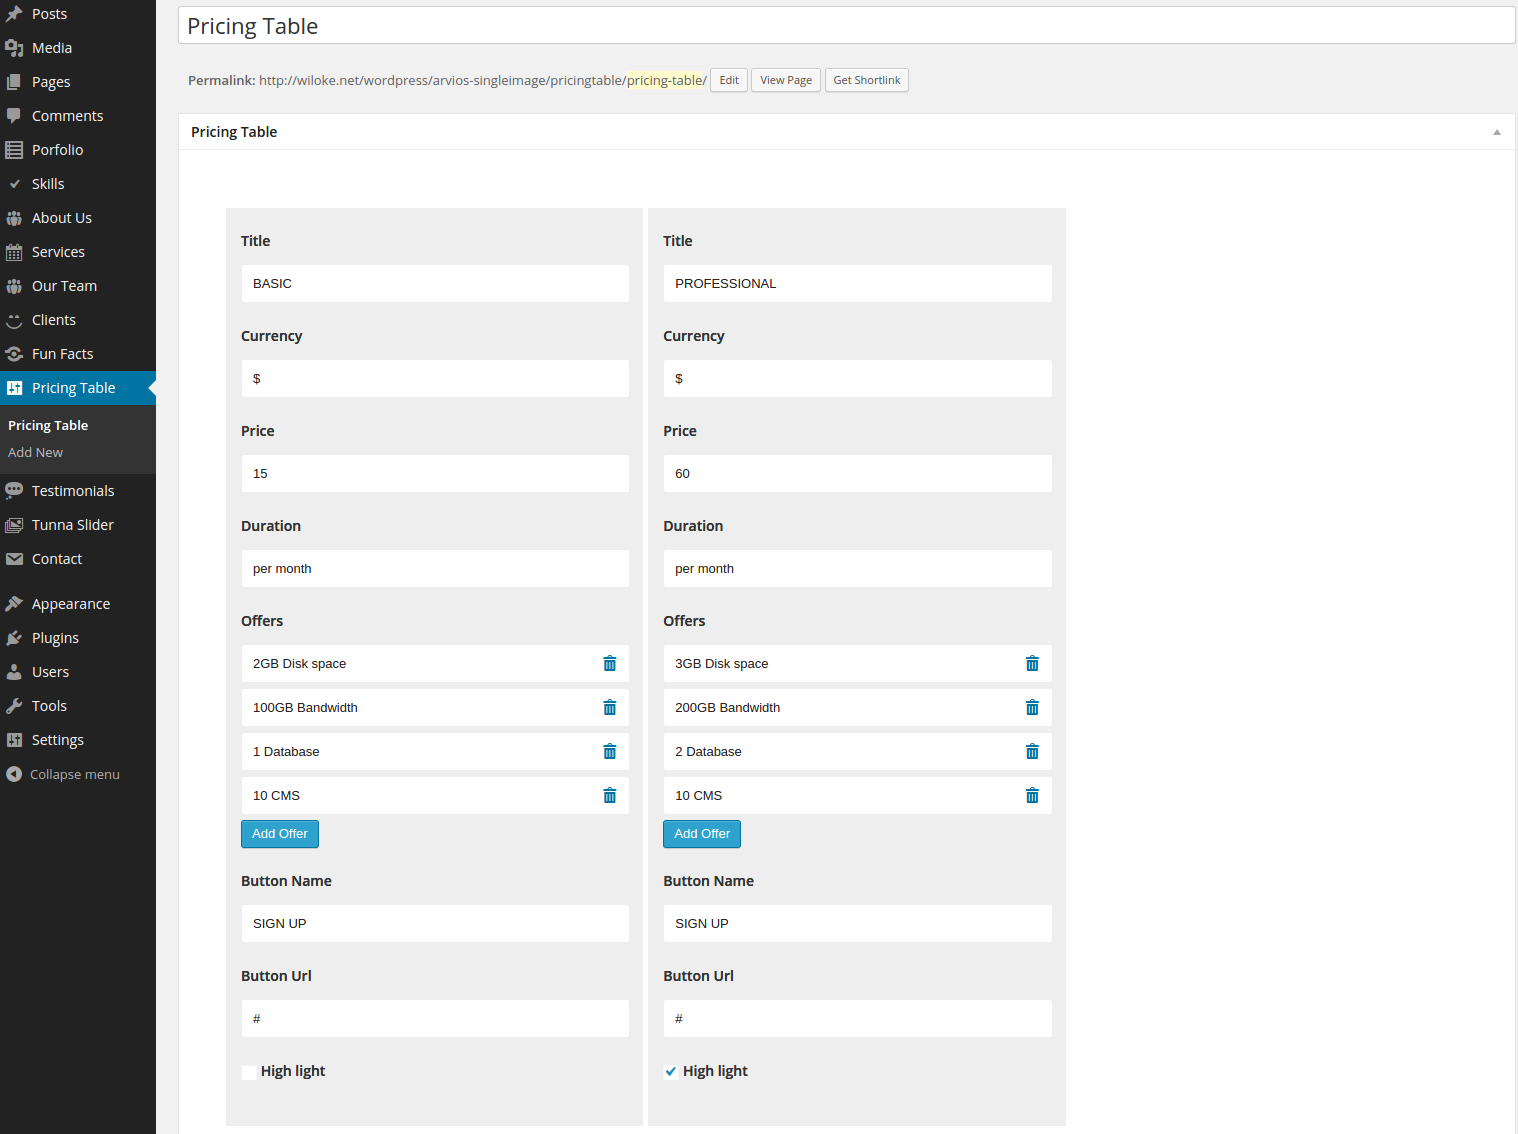 Posts
Media
Pages
Comments
Porfolio
Skills
About Us
Services
Our Team
Clients
Fun Facts
Pricing Table
Pricing Table
Add New
Testimonials
Tunna Slider
Contact
Appearance
Plugins
Users
Tools
Settings
Collapse menu
Pricing Table
Permalink: http://wiloke.net/wordpress/arvios-singleimage/pricingtable/pricing-table/ Edit View Page Get Shortlink
Pricing Table
Title
BASIC
Currency
$
Price
15
Duration
per month
Offers
2GB Disk space
100GB Bandwidth
1 Database
10 CMS
Add Offer
Button Name
SIGN UP
Button Url
#
High light
Title
PROFESSIONAL
Currency
$
Price
60
Duration
per month
Offers
3GB Disk space
200GB Bandwidth
2 Database
10 CMS
Add Offer
Button Name
SIGN UP
Button Url
#
High light